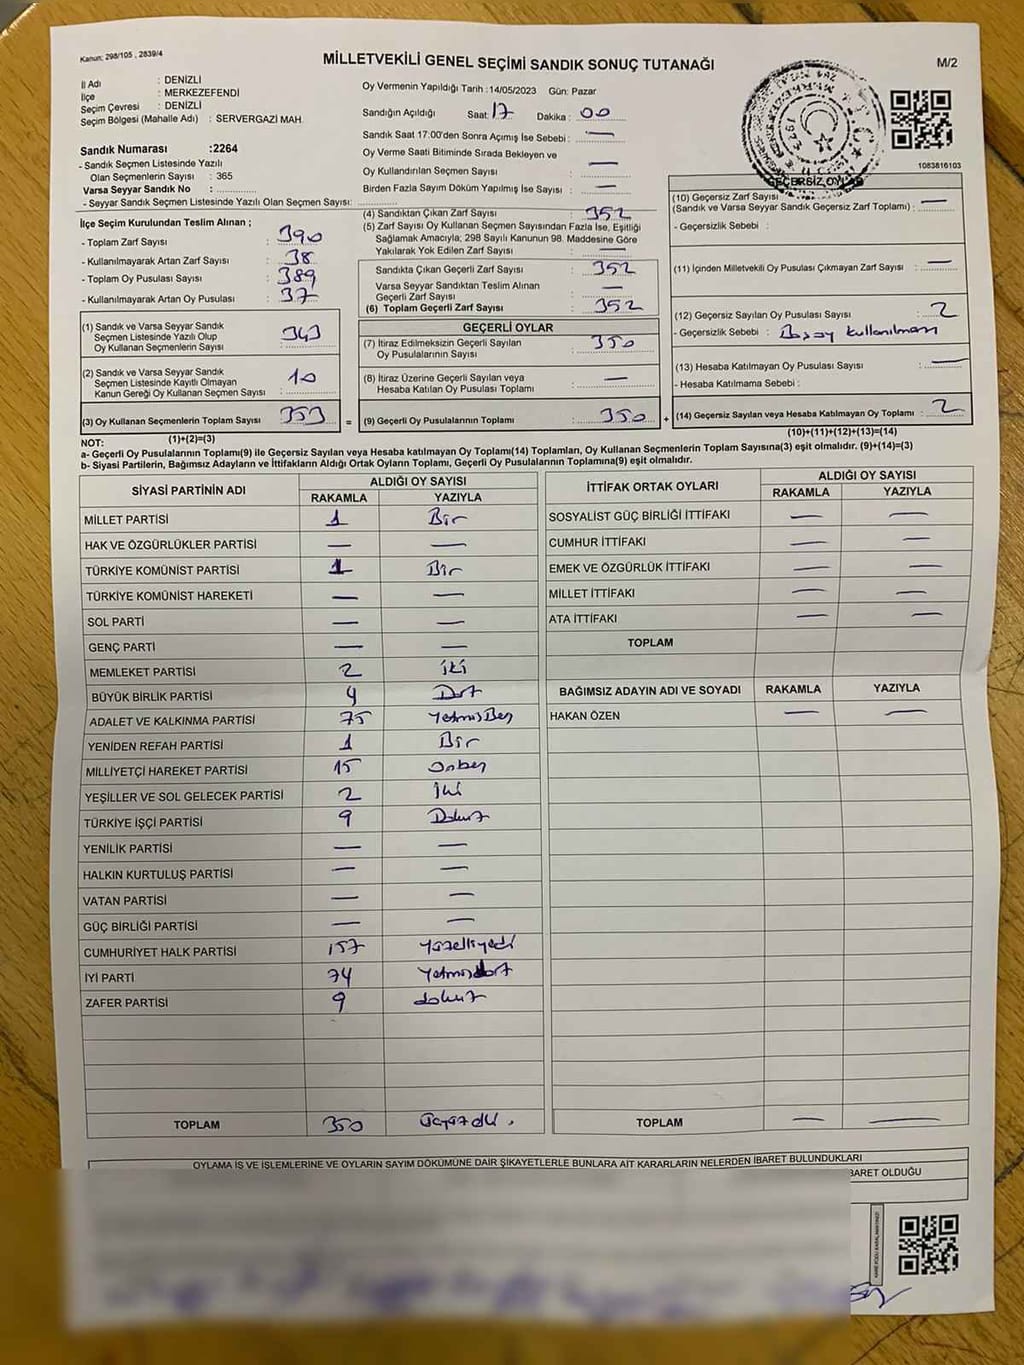 Kanun: 298/105 , 2839/4
MİLLETVEKİLİ GENEL SEÇİMİ SANDIK SONUÇ TUTANAĞI
M/2
İl Adı : DENİZLİ
İlçe : MERKEZEFENDİ
Seçim Çevresi : DENİZLİ
Seçim Bölgesi (Mahalle Adı) : SERVERGAZİ MAH.
Sandık Numarası :2264
- Sandık Seçmen Listesinde Yazılı
Olan Seçmenlerin Sayısı : 365
Varsa Seyyar Sandık No :
- Seyyar Sandık Seçmen Listesinde Yazılı Olan Seçmen Sayısı:
Oy Vermenin Yapıldığı Tarih : 14/05/2023 Gün: Pazar
Sandığın Açıldığı Saat: 17 Dakika : 00
Sandık Saat 17:00'den Sonra Açımış İse Sebebi : —
Oy Verme Saati Bitiminde Sırada Bekleyen ve
Oy Kullandırılan Seçmen Sayısı —
Birden Fazla Sayım Döküm Yapılmış İse Sayısı : —
1083816103
İlçe Seçim Kurulundan Teslim Alınan ;
- Toplam Zarf Sayısı : 390
- Kullanılmayarak Artan Zarf Sayısı : 38
- Toplam Oy Pusulası Sayısı : 389
- Kullanılmayarak Artan Oy Pusulası : 37
(1) Sandık ve Varsa Seyyar Sandık
Seçmen Listesinde Yazılı Olup
Oy Kullanan Seçmenlerin Sayısı : 343
(2) Sandık ve Varsa Seyyar Sandık
Seçmen Listesinde Kayıtlı Olmayan
Kanun Gereği Oy Kullanan Seçmen Sayısı : 10
(3) Oy Kullanan Seçmenlerin Toplam Sayısı : 353
(1)+(2)=(3)
(4) Sandıktan Çıkan Zarf Sayısı : 352
(5) Zarf Sayısı Oy Kullanan Seçmen Sayısından Fazla İse, Eşitliği
Sağlamak Amacıyla; 298 Sayılı Kanunun 98. Maddesine Göre
Yakılarak Yok Edilen Zarf Sayısı : —
Sandıkta Çıkan Geçerli Zarf Sayısı : 352
Varsa Seyyar Sandıktan Teslim Alınan
Geçerli Zarf Sayısı : —
(6) Toplam Geçerli Zarf Sayısı : 352
GEÇERLİ OYLAR
(7) İtiraz Edilmeksizin Geçerli Sayılan
Oy Pusulalarının Sayısı : 350
(8) İtiraz Üzerine Geçerli Sayılan veya
Hesaba Katılan Oy Pusulası Toplamı : —
= (9) Geçerli Oy Pusulalarının Toplamı : 350 +
GEÇERSİZ OYLAR
(10) Geçersiz Zarf Sayısı
(Sandık ve Varsa Seyyar Sandık Geçersiz Zarf Toplamı) : —
- Geçersizlik Sebebi :
(11) İçinden Milletvekili Oy Pusulası Çıkmayan Zarf Sayısı : —
(12) Geçersiz Sayılan Oy Pusulası Sayısı : 2
- Geçersizlik Sebebi : Boşoy kullanılması
(13) Hesaba Katılmayan Oy Pusulası Sayısı : —
- Hesaba Katılmama Sebebi :
(14) Geçersiz Sayılan veya Hesaba Katılmayan Oy Toplamı : 2
(10)+(11)+(12)+(13)=(14)
NOT:
a- Geçerli Oy Pusulalarının Toplamı(9) ile Geçersiz Sayılan veya Hesaba katılmayan Oy Toplamı(14) Toplamları, Oy Kullanan Seçmenlerin Toplam Sayısına(3) eşit olmalıdır. (9)+(14)=(3)
b- Siyasi Partilerin, Bağımsız Adayların ve İttifakların Aldığı Ortak Oyların Toplamı, Geçerli Oy Pusulalarının Toplamına(9) eşit olmalıdır.
SİYASİ PARTİNİN ADI ALDIĞI OY SAYISI
RAKAMLA YAZIYLA
MİLLET PARTİSİ 1 Bir
HAK VE ÖZGÜRLÜKLER PARTİSİ — —
TÜRKİYE KOMÜNİST PARTİSİ 1 Bir
TÜRKİYE KOMÜNİST HAREKETİ — —
SOL PARTİ — —
GENÇ PARTİ — —
MEMLEKET PARTİSİ 2 iki
BÜYÜK BİRLİK PARTİSİ 4 Dört
ADALET VE KALKINMA PARTİSİ 75 YetmişBeş
YENİDEN REFAH PARTİSİ 1 Bir
MİLLİYETÇİ HAREKET PARTİSİ 15 Onbeş
YEŞİLLER VE SOL GELECEK PARTİSİ 2 iki
TÜRKİYE İŞÇİ PARTİSİ 9 Dokuz
YENİLİK PARTİSİ — —
HALKIN KURTULUŞ PARTİSİ — —
VATAN PARTİSİ — —
GÜÇ BİRLİĞİ PARTİSİ — —
CUMHURİYET HALK PARTİSİ 157 Yüzelliyedi
İYİ PARTİ 74 Yetmişdört
ZAFER PARTİSİ 9 dokuz
TOPLAM 350 Üçyüzelli.
İTTİFAK ORTAK OYLARI ALDIĞI OY SAYISI
RAKAMLA YAZIYLA
SOSYALİST GÜÇ BİRLİĞİ İTTİFAKI — —
CUMHUR İTTİFAKI — —
EMEK VE ÖZGÜRLÜK İTTİFAKI — —
MİLLET İTTİFAKI — —
ATA İTTİFAKI — —
TOPLAM
BAĞIMSIZ ADAYIN ADI VE SOYADI RAKAMLA YAZIYLA
HAKAN ÖZEN — —
TOPLAM — —
OYLAMA İŞ VE İŞLEMLERİNE VE OYLARIN SAYIM DÖKÜMÜNE DAİR ŞİKAYETLERLE BUNLARA AİT KARARLARIN NELERDEN İBARET BULUNDUKLARI
BARET OLDUĞU